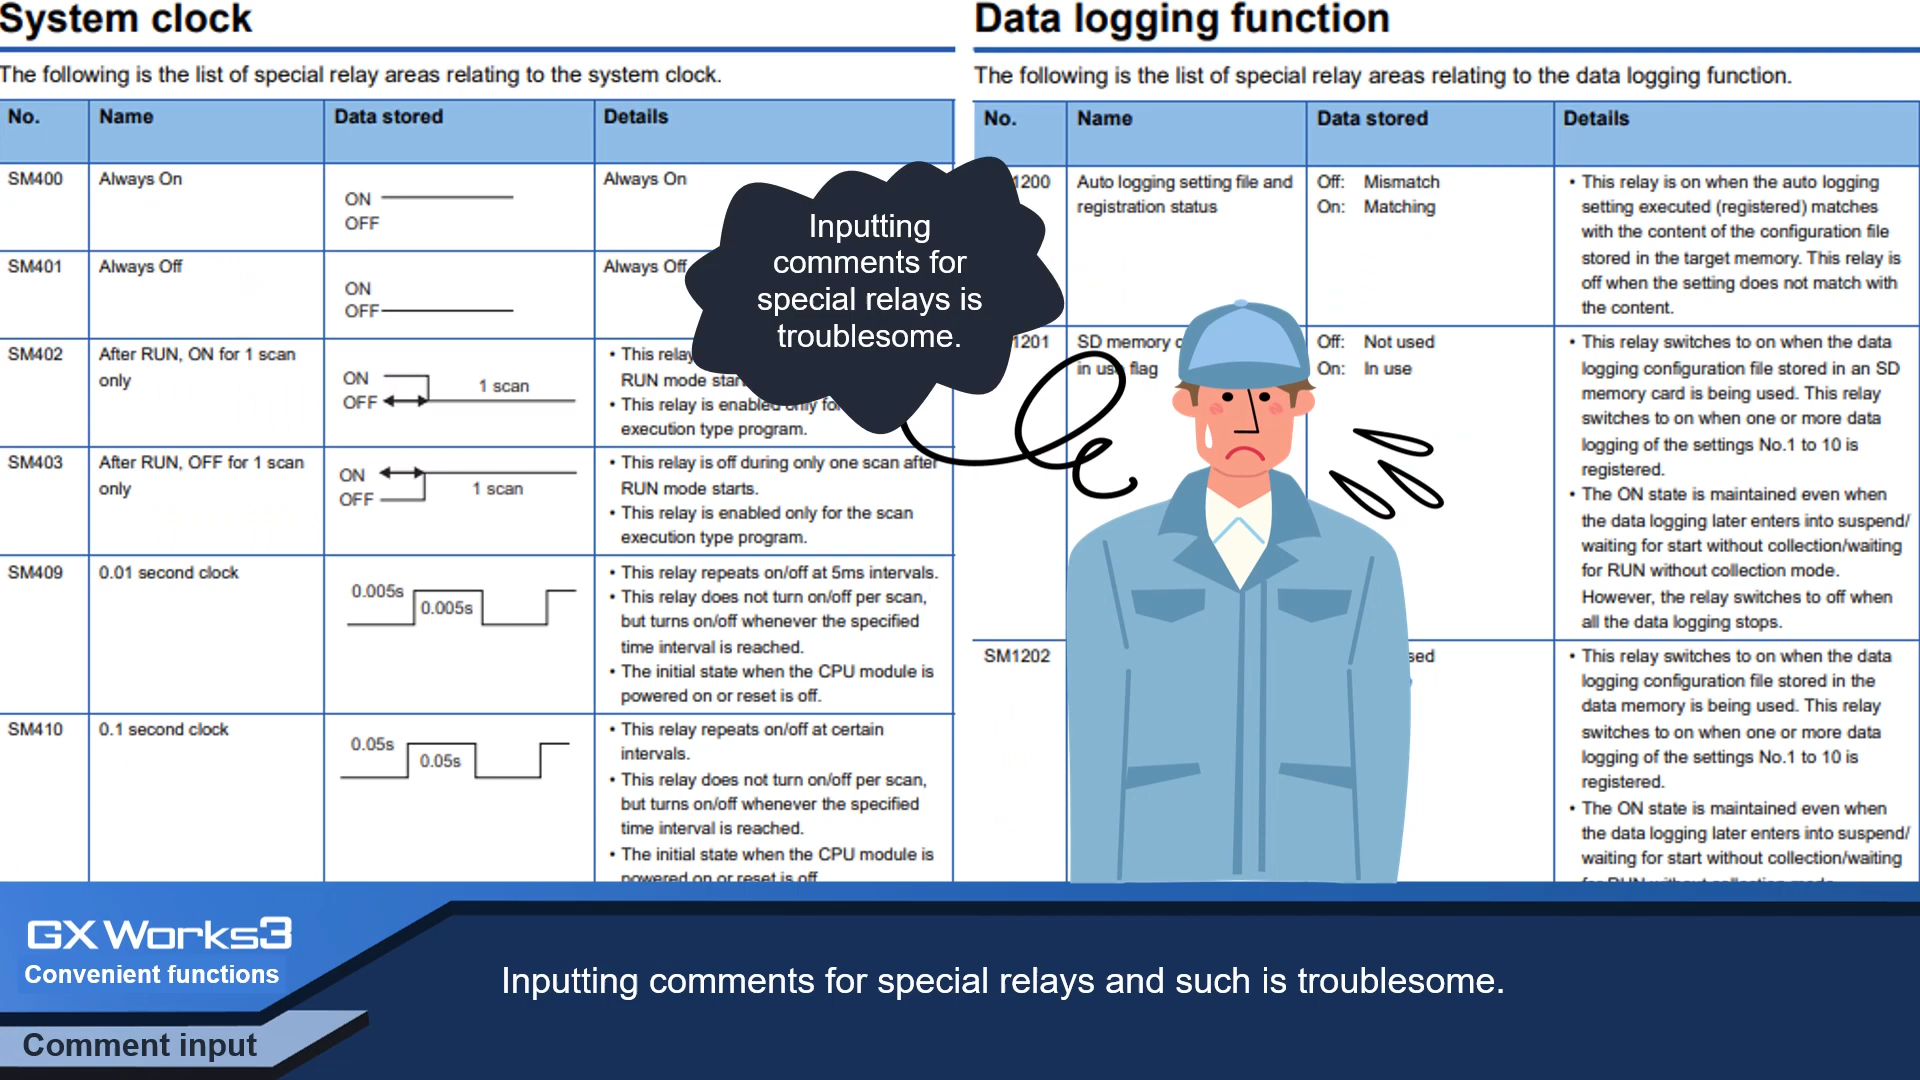 System clock
The following is the list of special relay areas relating to the system clock.
No. Name Data stored Details
SM400 Always On ON OFF Always On
SM401 Always Off ON OFF Always Off
SM402 After RUN, ON for 1 scan
only
ON
OFF
1 scan
• This relay
RUN mode
• This relay is enabled only
execution type program.
SM403 After RUN, OFF for 1 scan
only
ON
OFF
1 scan
• This relay is off during only one scan after
RUN mode starts.
• This relay is enabled only for the scan
execution type program.
SM409 0.01 second clock
0.005s
0.005s
• This relay repeats on/off at 5ms intervals.
• This relay does not turn on/off per scan,
but turns on/off whenever the specified
time interval is reached.
• The initial state when the CPU module is
powered on or reset is off.
SM410 0.1 second clock
0.05s
0.05s
• This relay repeats on/off at certain
intervals.
• This relay does not turn on/off per scan,
but turns on/off whenever the specified
time interval is reached.
• The initial state when the CPU module is
powered on or reset is off.
Data logging function
The following is the list of special relay areas relating to the data logging function.
No. Name Data stored Details
1200 Auto logging setting file and
registration status
Off: Mismatch
On: Matching
• This relay is on when the auto logging
setting executed (registered) matches
with the content of the configuration file
stored in the target memory. This relay is
off when the setting does not match with
the content.
1201 SD memory
in use flag
Off: Not used
On: In use
• This relay switches to on when the data
logging configuration file stored in an SD
memory card is being used. This relay
switches to on when one or more data
logging of the settings No.1 to 10 is
registered.
• The ON state is maintained even when
the data logging later enters into suspend/
waiting for start without collection/waiting
for RUN without collection mode.
However, the relay switches to off when
all the data logging stops.
SM1202
• This relay switches to on when the data
logging configuration file stored in the
data memory is being used. This relay
switches to on when one or more data
logging of the settings No.1 to 10 is
registered.
• The ON state is maintained even when
the data logging later enters into suspend/
waiting for start without collection/waiting
Inputting
comments for
special relays is
troublesome.
GX Works3
Convenient functions
Comment input
Inputting comments for special relays and such is troublesome.